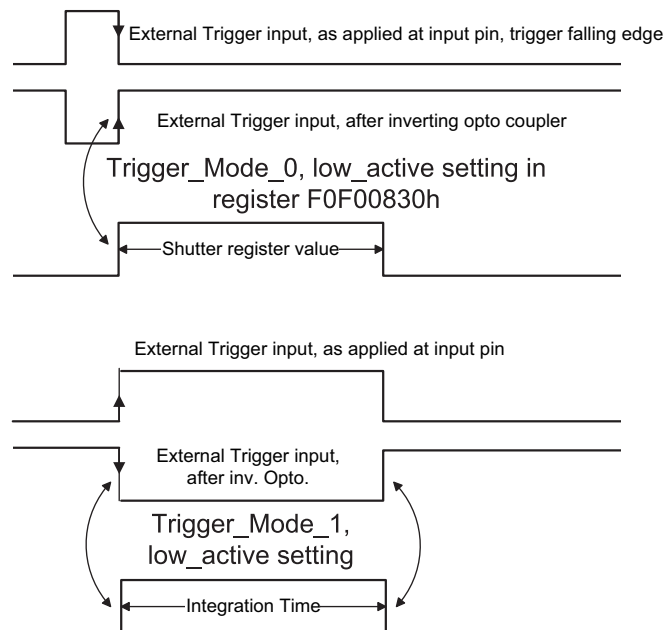 External Trigger input, as applied at input pin, trigger falling edge
External Trigger input, after inverting opto coupler
Trigger_Mode_0, low_active setting in
register F0F00830h
Shutter register value
External Trigger input, as applied at input pin
External Trigger input,
after inv. Opto.
Trigger_Mode_1,
low_active setting
Integration Time